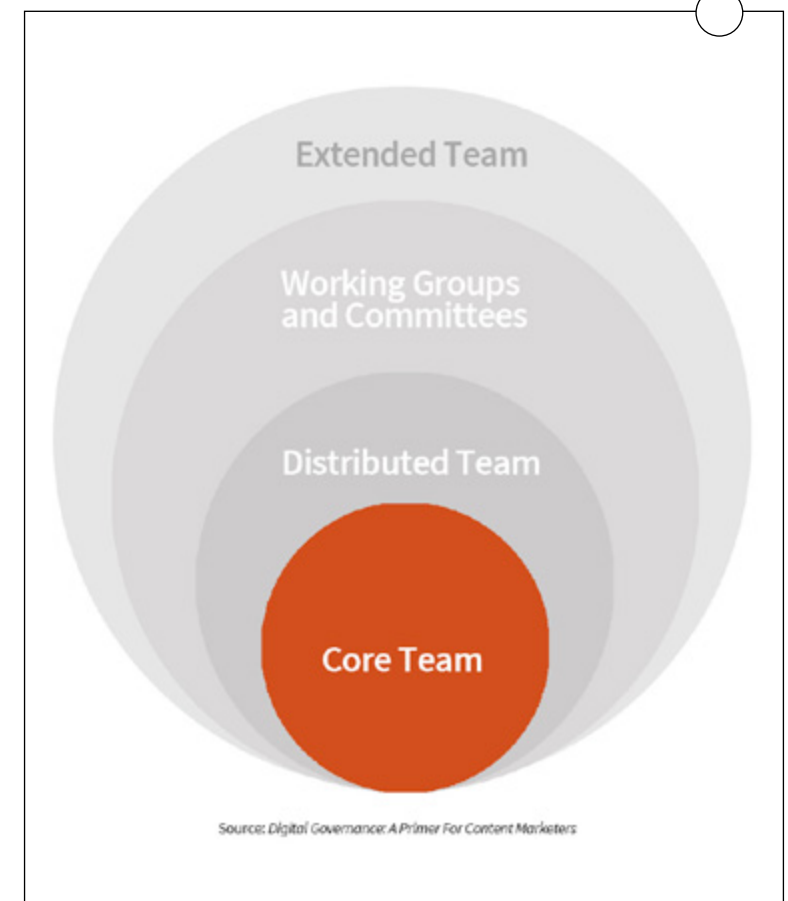 Extended Team
Working Groups
and Committees
Distributed Team
Core Team
Source: Digital Governance: A Primer For Content Marketers